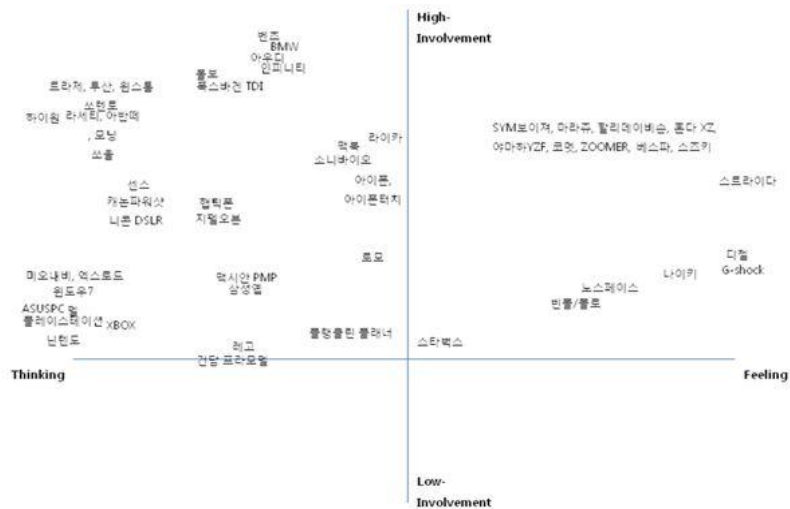 High-
Involvement
벤츠
BMW
아우디
인피니티
볼보
폭스바겐 TDI
트라제, 투산, 윈스톰
쏘렌토
하이원 라세티, 아반떼
, 모닝
쏘울
라이카
맥북
소니바이오
아이폰,
아이폰터치
SYM보이져, 마라쥬, 할리데이비슨, 혼다 XZ,
야마하YZF, 코멧, ZOOMER, 베스파, 스즈키
스트라이다
센스
캐논파워샷
니콘 DSLR
햅틱폰
지펠오븐
로모
디젤
G-shock
나이키
노스페이스
빈폴/폴로
미오내비, 엑스로드
윈도우7
ASUSPC 델
플레이스테이션 XBOX
닌텐도
맥시안 PMP
삼성옙
프랭클린 플래너
레고
건담 프라모델
스타벅스
Thinking
Feeling
Low-
Involvement